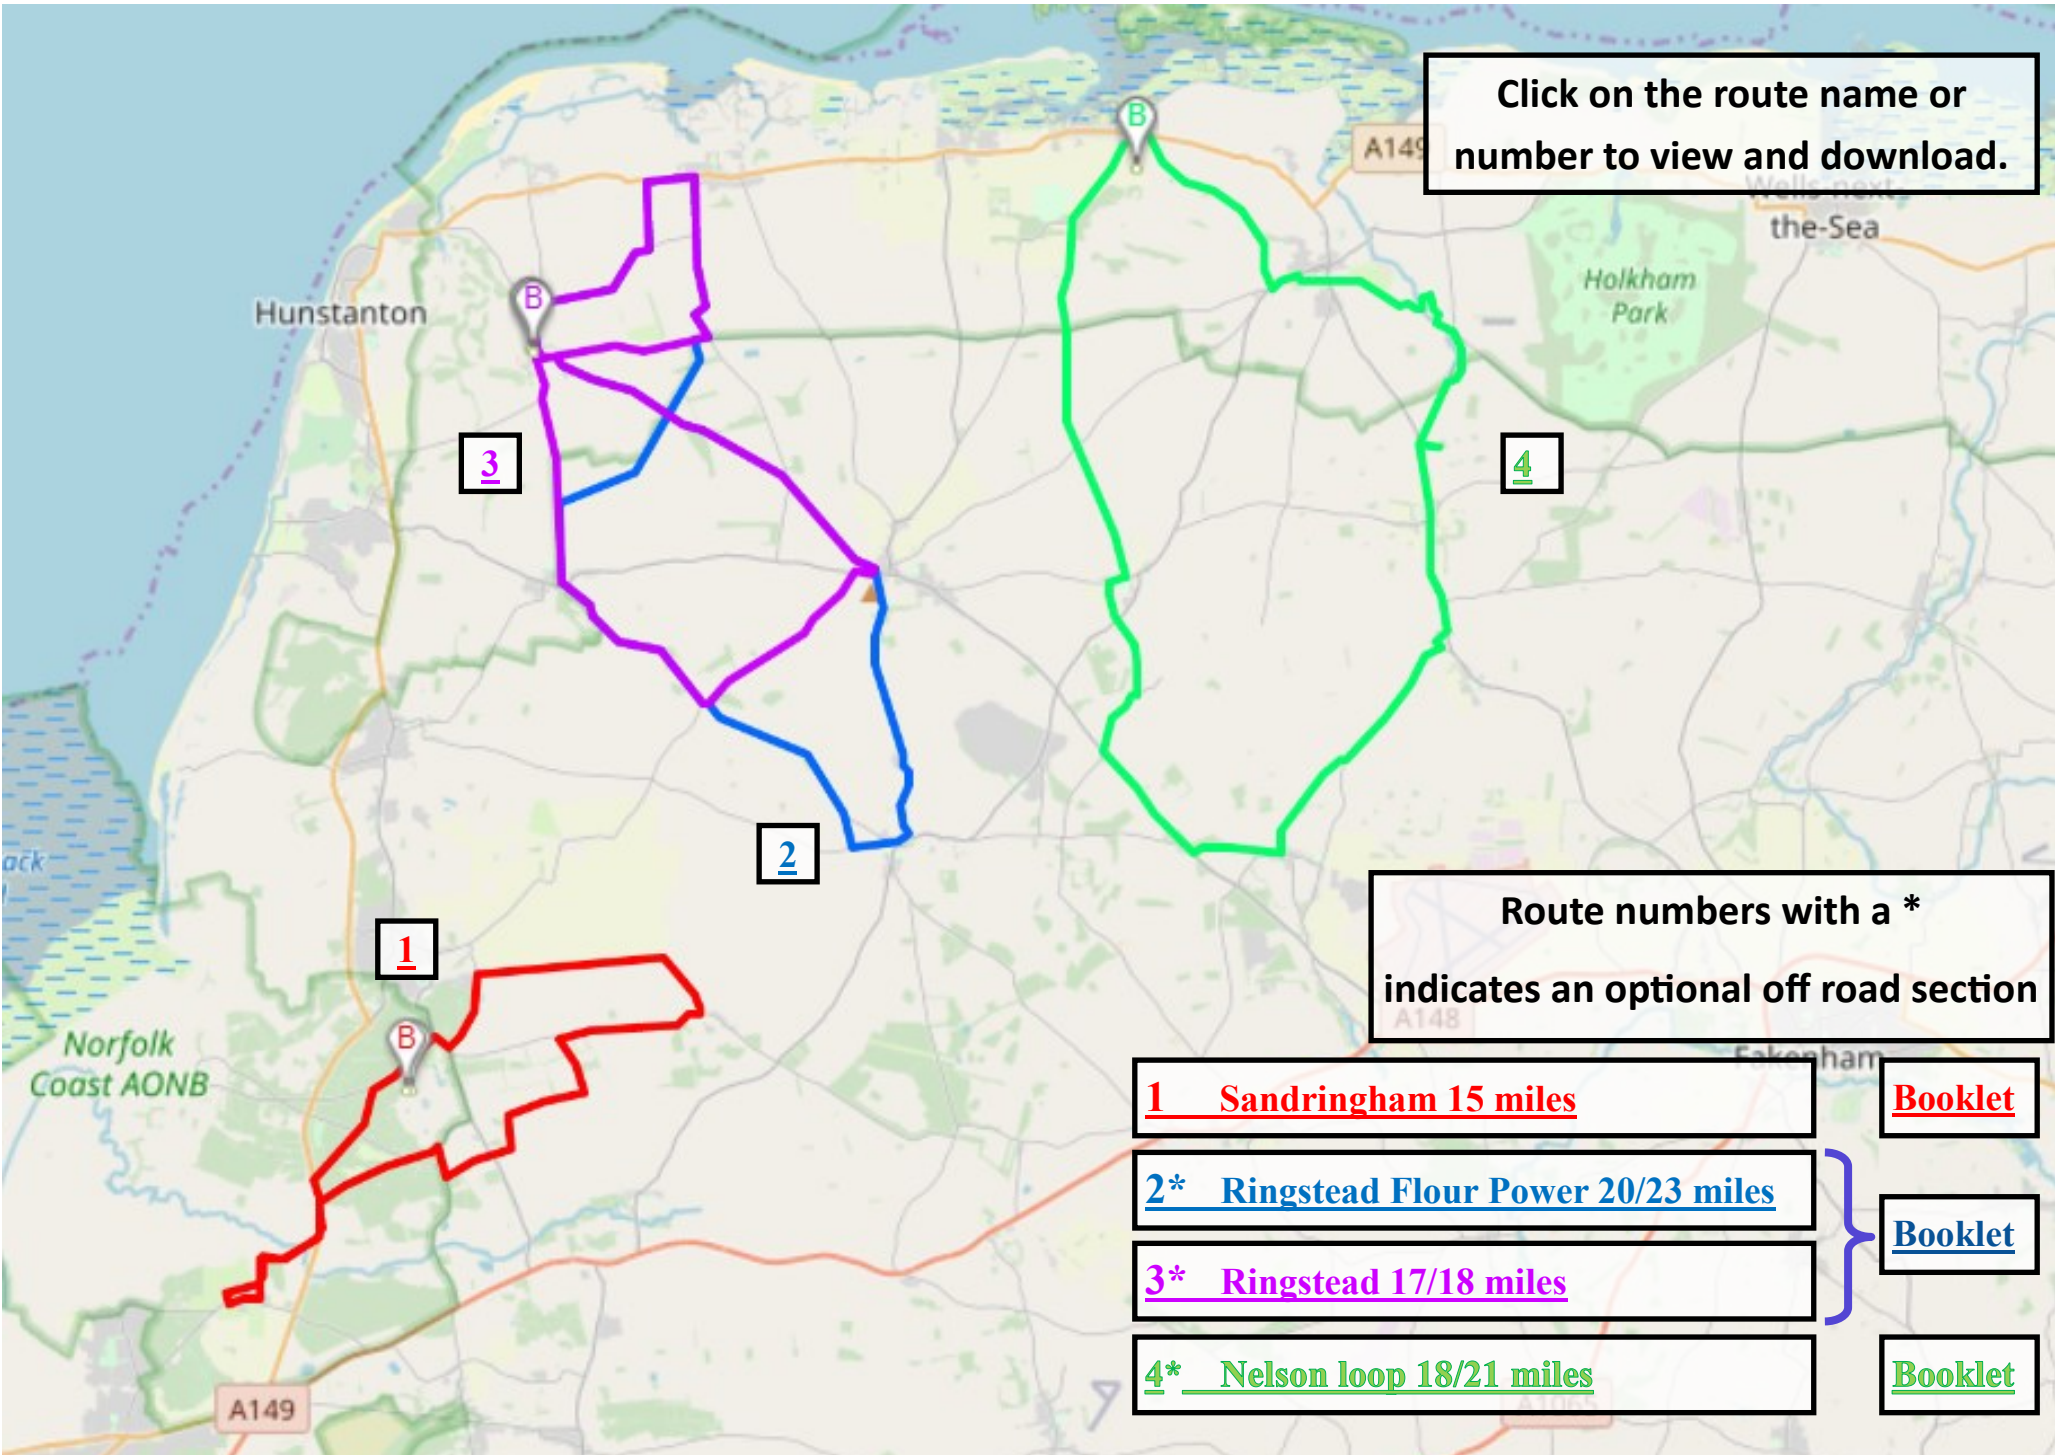 Click on the route name or
number to view and download.
B
A149
Wells-next-
the-Sea
Holkham
Park
B
Hunstanton
3
4
2
Route numbers with a *
indicates an optional off road section
A148
Fakenham
1
B
Norfolk
Coast AONB
1 Sandringham 15 miles
Booklet
2* Ringstead Flour Power 20/23 miles
Booklet
3* Ringstead 17/18 miles
4* Nelson loop 18/21 miles
Booklet
A149
A1065